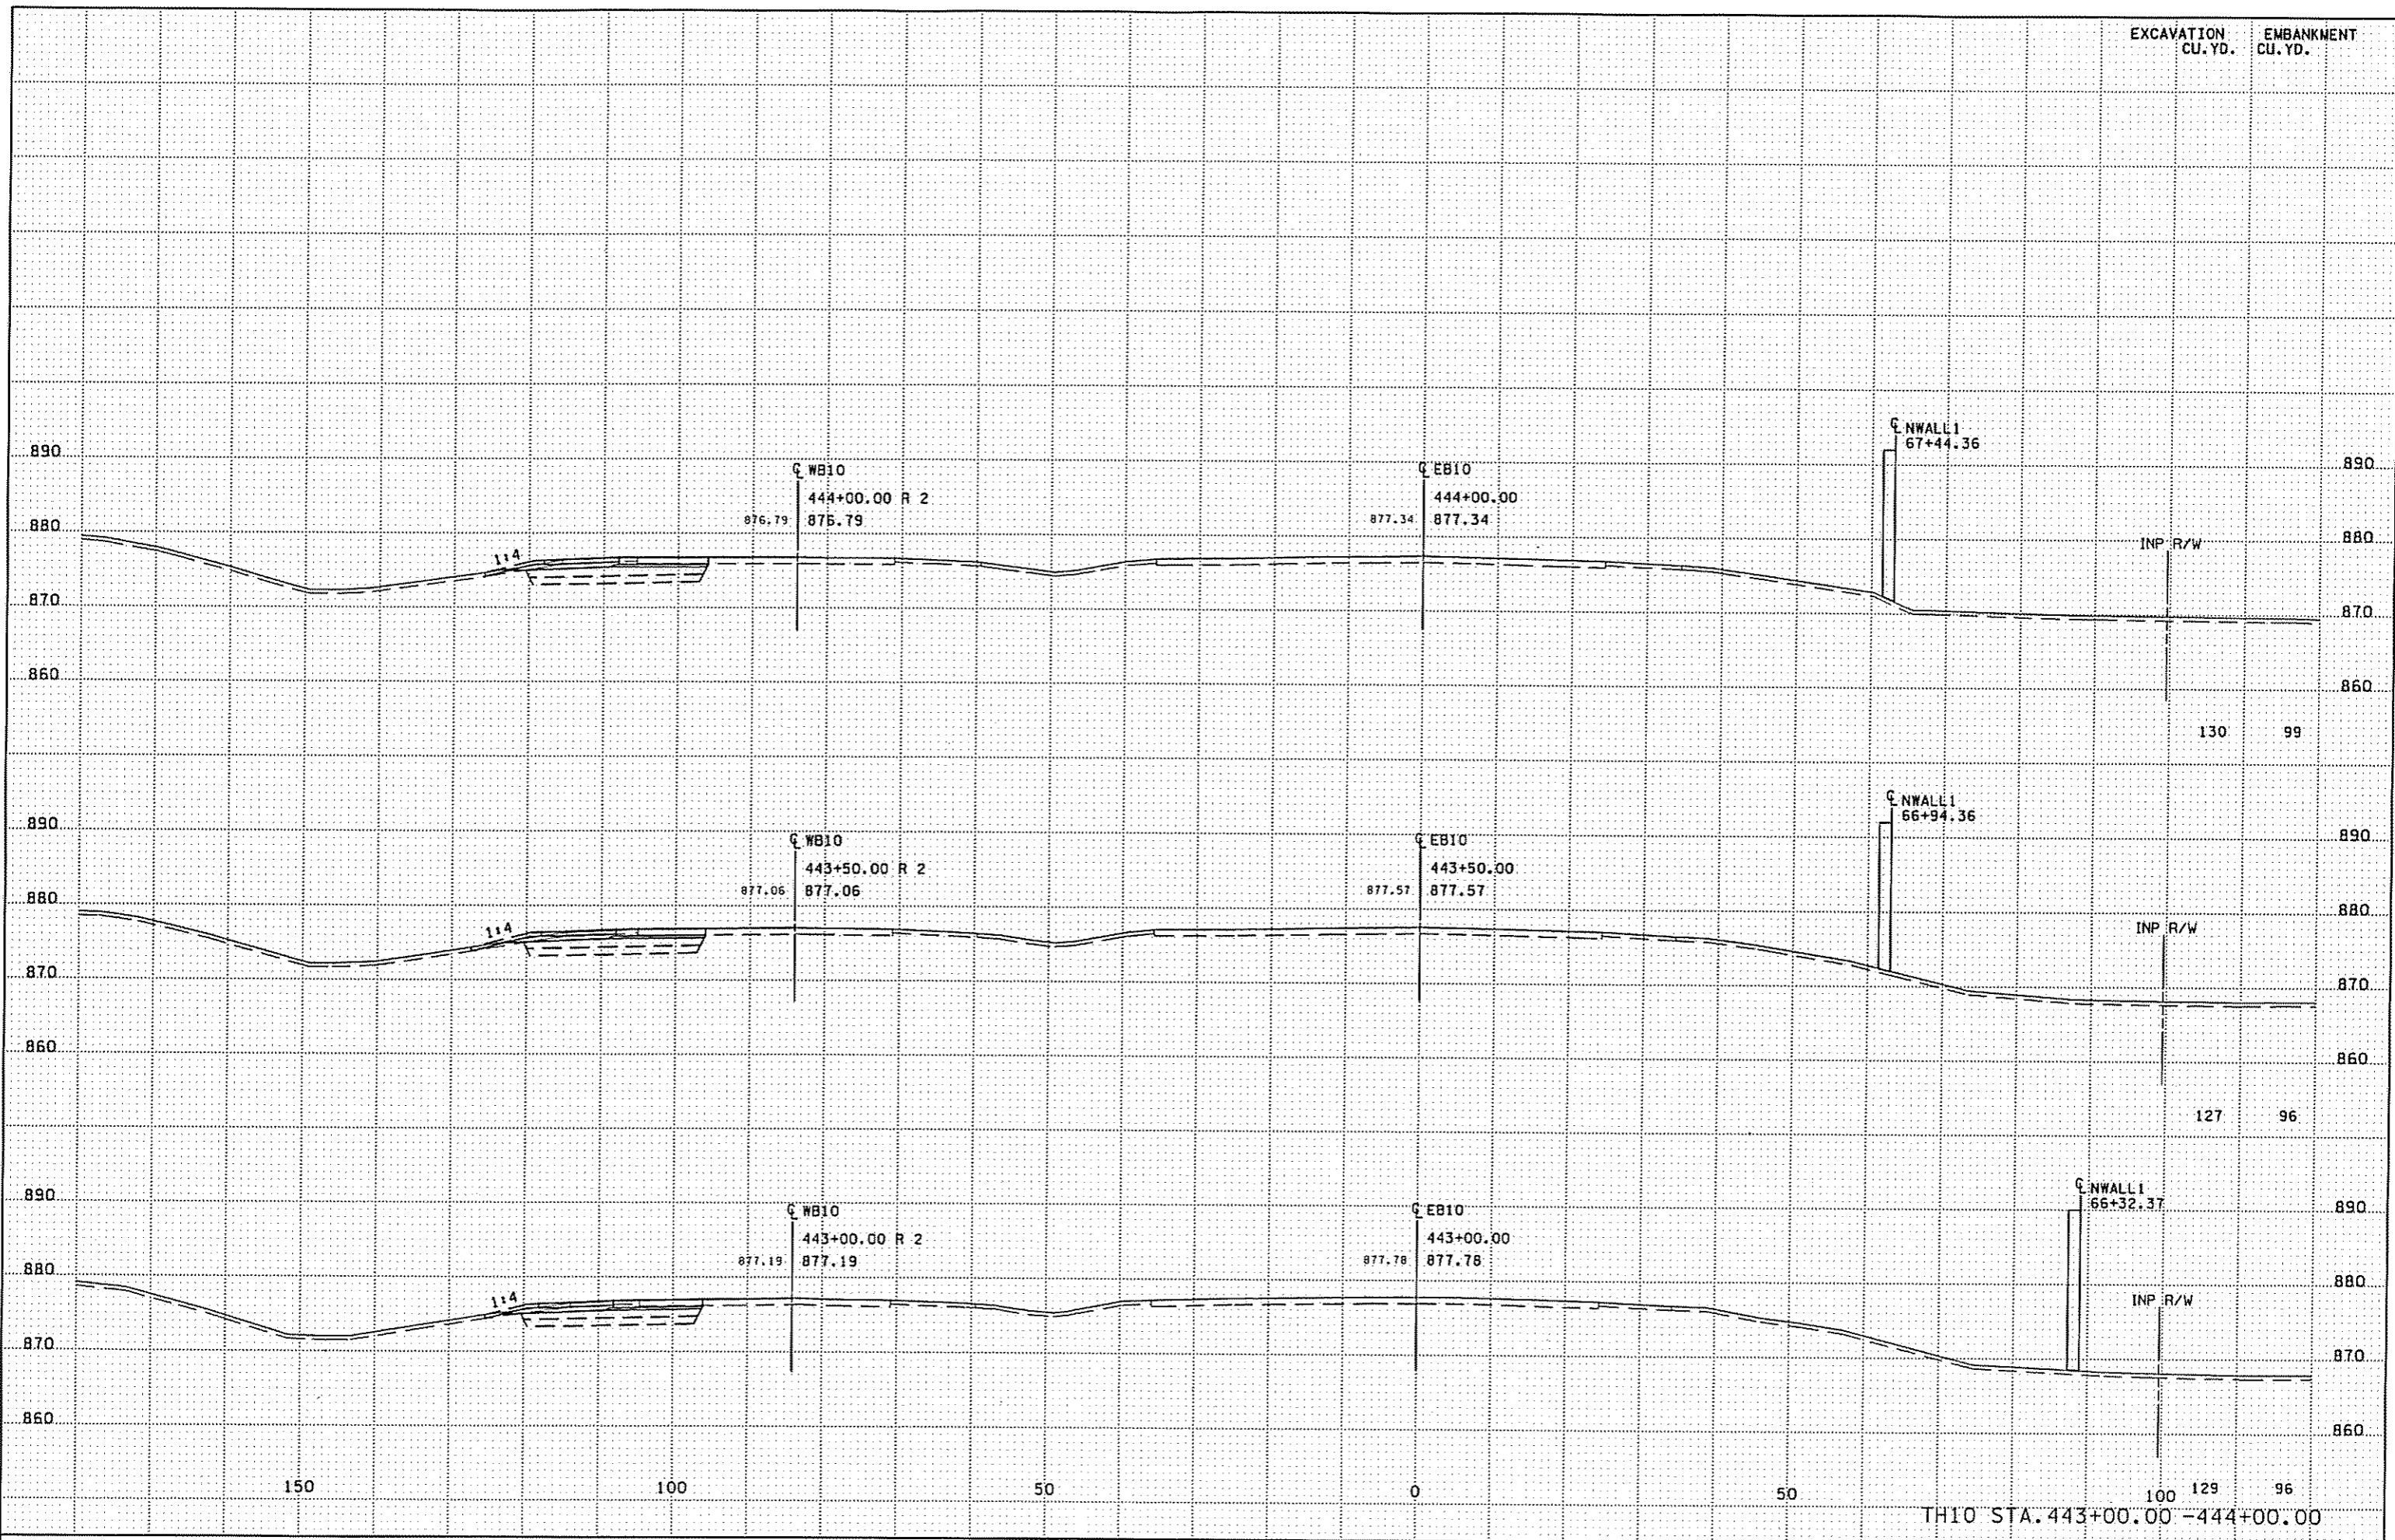 EXCAVATION EMBANKMENT
CU.YD. CU.YD.
℄ NWALL1
67+44.36
890 890
℄ WB10 ℄ EB10
444+00.00 R 2 444+00.00
876.79 876.79 877.34 877.34
880 880
1:4
INP R/W
870 870
860 860
130 99
℄ NWALL1
66+94.36
890 890
℄ WB10 ℄ EB10
443+50.00 R 2 443+50.00
877.06 877.06 877.57 877.57
880 880
1:4
INP R/W
870 870
860 860
127 96
℄ NWALL1
66+32.37
890 890
℄ WB10 ℄ EB10
443+00.00 R 2 443+00.00
877.19 877.19 877.78 877.78
880 880
1:4
INP R/W
870 870
860 860
150 100 50 0 50 100 129 96
TH10 STA.443+00.00 -444+00.00